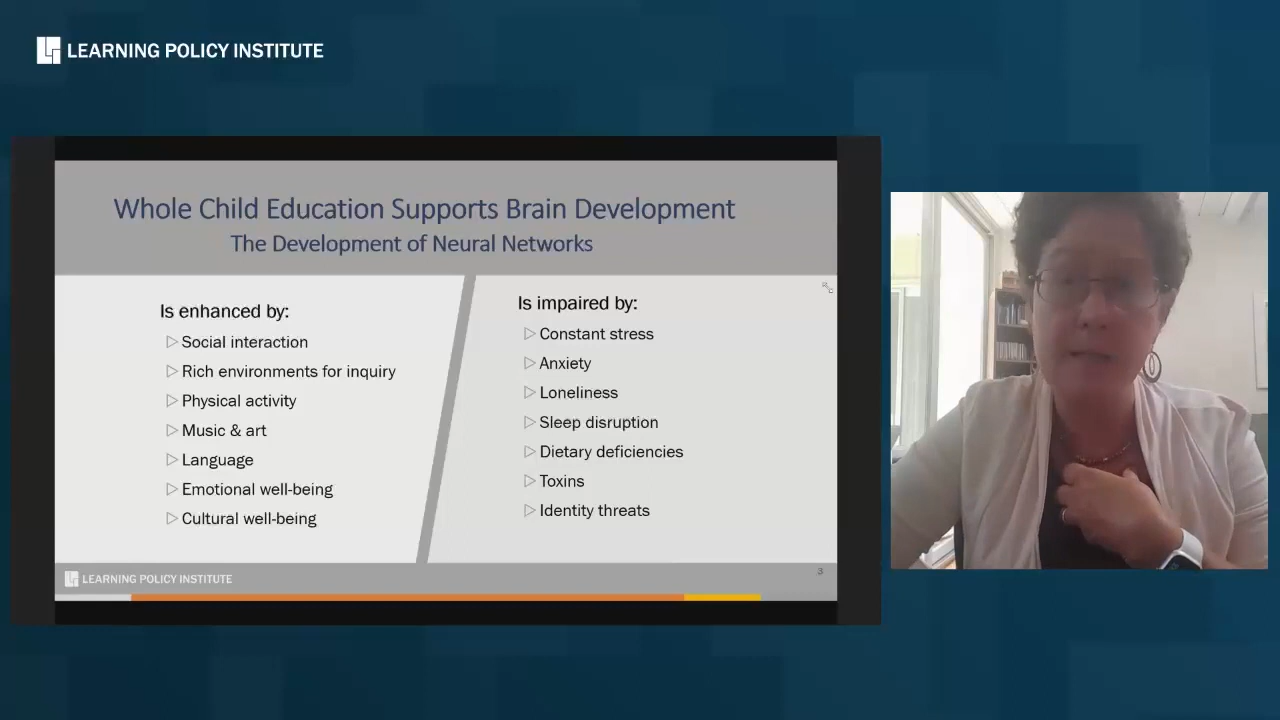 LEARNING POLICY INSTITUTE
Whole Child Education Supports Brain Development
The Development of Neural Networks
Is enhanced by:
Social interaction
Rich environments for inquiry
Physical activity
Music & art
Language
Emotional well-being
Cultural well-being
Is impaired by:
Constant stress
Anxiety
Loneliness
Sleep disruption
Dietary deficiencies
Toxins
Identity threats
LEARNING POLICY INSTITUTE
3